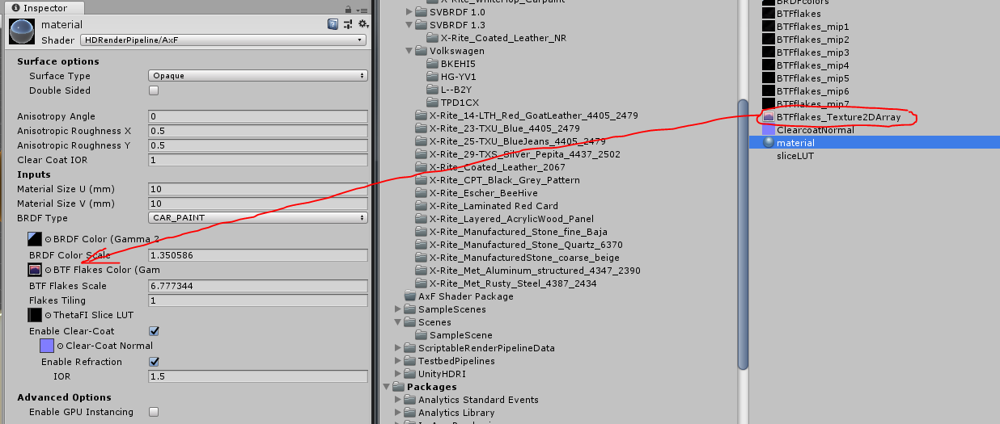 Inspector
material
Shader HDRenderPipeline/AxF
Surface options
Surface Type Opaque
Double Sided
Anisotropy Angle 0
Anisotropic Roughness X 0.5
Anisotropic Roughness Y 0.5
Clear Coat IOR 1
Inputs
Material Size U (mm) 10
Material Size V (mm) 10
BRDF Type CAR_PAINT
BRDF Color (Gamma 2
BRDF Color Scale 1.350586
BTF Flakes Color (Gam
BTF Flakes Scale 6.777344
Flakes Tiling 1
ThetaFI Slice LUT
Enable Clear-Coat
Clear-Coat Normal
Enable Refraction
IOR 1.5
Advanced Options
Enable GPU Instancing
X-Rite_WhiteHop_Carpaint
SVBRDF 1.0
SVBRDF 1.3
X-Rite_Coated_Leather_NR
Volkswagen
BKEHI5
HG-YV1
L--B2Y
TPD1CX
X-Rite_14-LTH_Red_GoatLeather_4405_2479
X-Rite_23-TXU_Blue_4405_2479
X-Rite_25-TXU_BlueJeans_4405_2479
X-Rite_29-TXS_Silver_Pepita_4437_2502
X-Rite_Coated_Leather_2067
X-Rite_CPT_Black_Grey_Pattern
X-Rite_Escher_BeeHive
X-Rite_Laminated Red Card
X-Rite_Layered_AcrylicWood_Panel
X-Rite_Manufactured_Stone_fine_Baja
X-Rite_Manufactured_Stone_Quartz_6370
X-Rite_ManufacturedStone_coarse_beige
X-Rite_Met_Aluminum_structured_4347_2390
X-Rite_Met_Rusty_Steel_4387_2434
AxF Shader Package
SampleScenes
Scenes
SampleScene
ScriptableRenderPipelineData
TestbedPipelines
UnityHDRI
Packages
Analytics Standard Events
Analytics Library
BRDFcolors
BTFflakes
BTFflakes_mip1
BTFflakes_mip2
BTFflakes_mip3
BTFflakes_mip4
BTFflakes_mip5
BTFflakes_mip6
BTFflakes_mip7
BTFflakes_Texture2DArray
ClearcoatNormal
material
sliceLUT